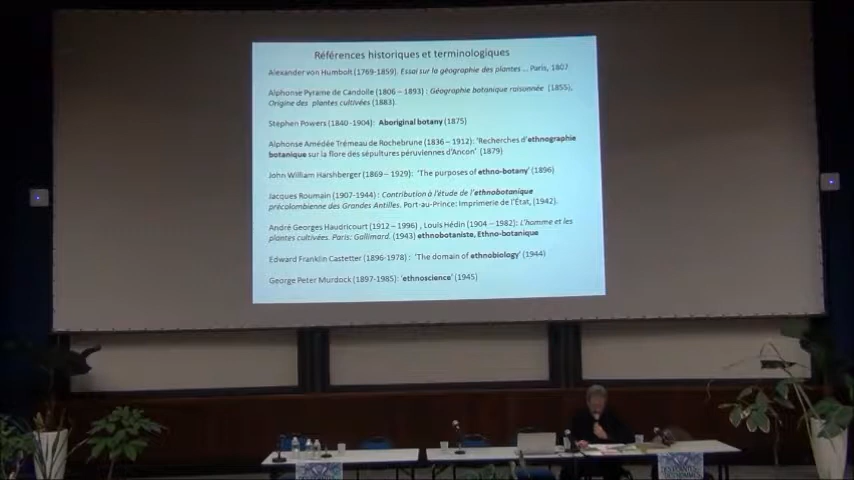 Références historiques et terminologiques
Alexander von Humbolt (1769-1859). Essai sur la géographie des plantes ... Paris, 1807.
Alphonse Pyrame de Candolle (1806 – 1893) : Géographie botanique raisonnée (1855),
Origine des plantes cultivées (1883).
Stephen Powers (1840-1904): Aboriginal botany (1875)
Alphonse Amédée Trémeau de Rochebrune (1836 – 1912): 'Recherches d'ethnographie
botanique sur la flore des sépultures péruviennes d'Ancon' (1879)
John William Harshberger (1869 – 1929): 'The purposes of ethno-botany' (1896)
Jacques Roumain (1907-1944) : Contribution à l'étude de l'ethnobotanique
précolombienne des Grandes Antilles. Port-au-Prince: Imprimerie de l'État, (1942).
André Georges Haudricourt (1912 – 1996) , Louis Hédin (1904 – 1982): L'homme et les
plantes cultivées. Paris: Gallimard. (1943) ethnobotaniste, Ethno-botanique
Edward Franklin Castetter (1896-1978) : 'The domain of ethnobiology' (1944)
George Peter Murdock (1897-1985): 'ethnoscience' (1945)